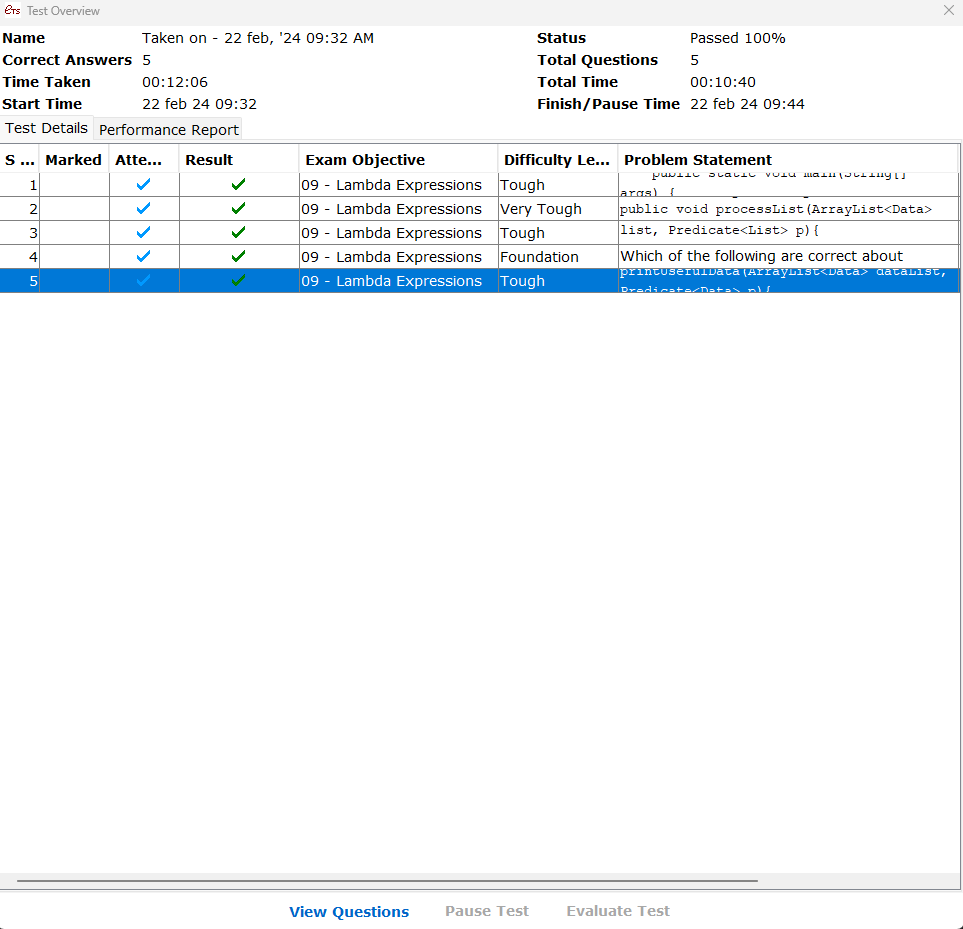 ets Test Overview
Name Taken on - 22 feb, '24 09:32 AM Status Passed 100%
Correct Answers 5 Total Questions 5
Time Taken 00:12:06 Total Time 00:10:40
Start Time 22 feb 24 09:32 Finish/Pause Time 22 feb 24 09:44
Test Details Performance Report
S ... Marked Atte... Result Exam Objective Difficulty Le... Problem Statement
1 09 - Lambda Expressions Tough public static void main(String[]
args) {
2 09 - Lambda Expressions Very Tough public void processList(ArrayList<Data>
3 09 - Lambda Expressions Tough list, Predicate<List> p){
4 09 - Lambda Expressions Foundation Which of the following are correct about
5 09 - Lambda Expressions Tough printUsefulData(ArrayList<Data> dataList,
Predicate<Data> p){
View Questions Pause Test Evaluate Test